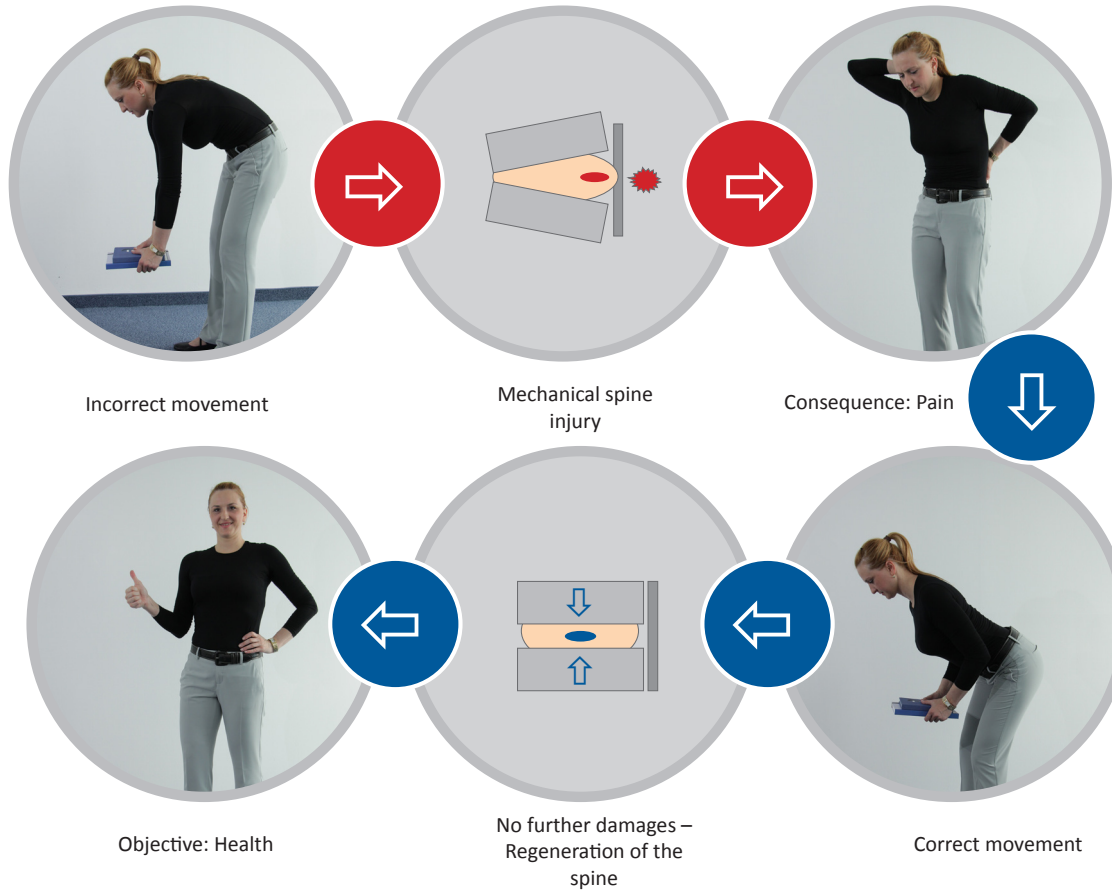 Incorrect movement
Mechanical spine
injury
Consequence: Pain
Objective: Health
No further damages –
Regeneration of the
spine
Correct movement